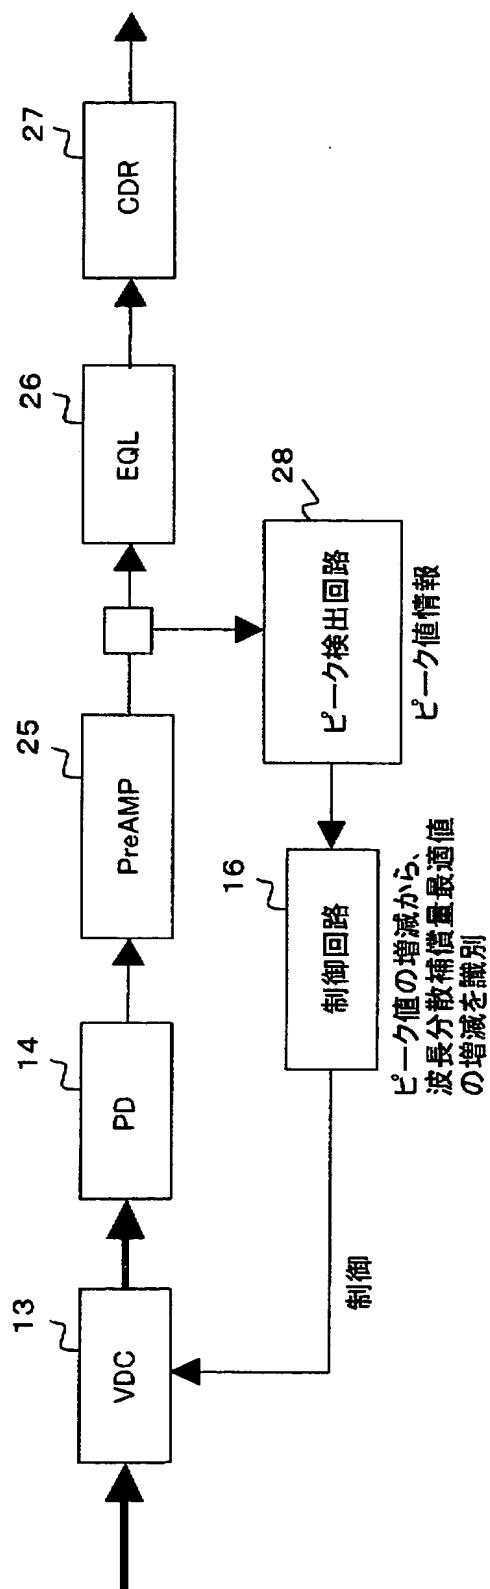 13
VDC
14
PD
25
PreAMP
26
EQL
27
CDR
28
ピーク検出回路
ピーク値情報
16
制御回路
ピーク値の増減から、
波長分散補償量最適値
の増減を識別
制御